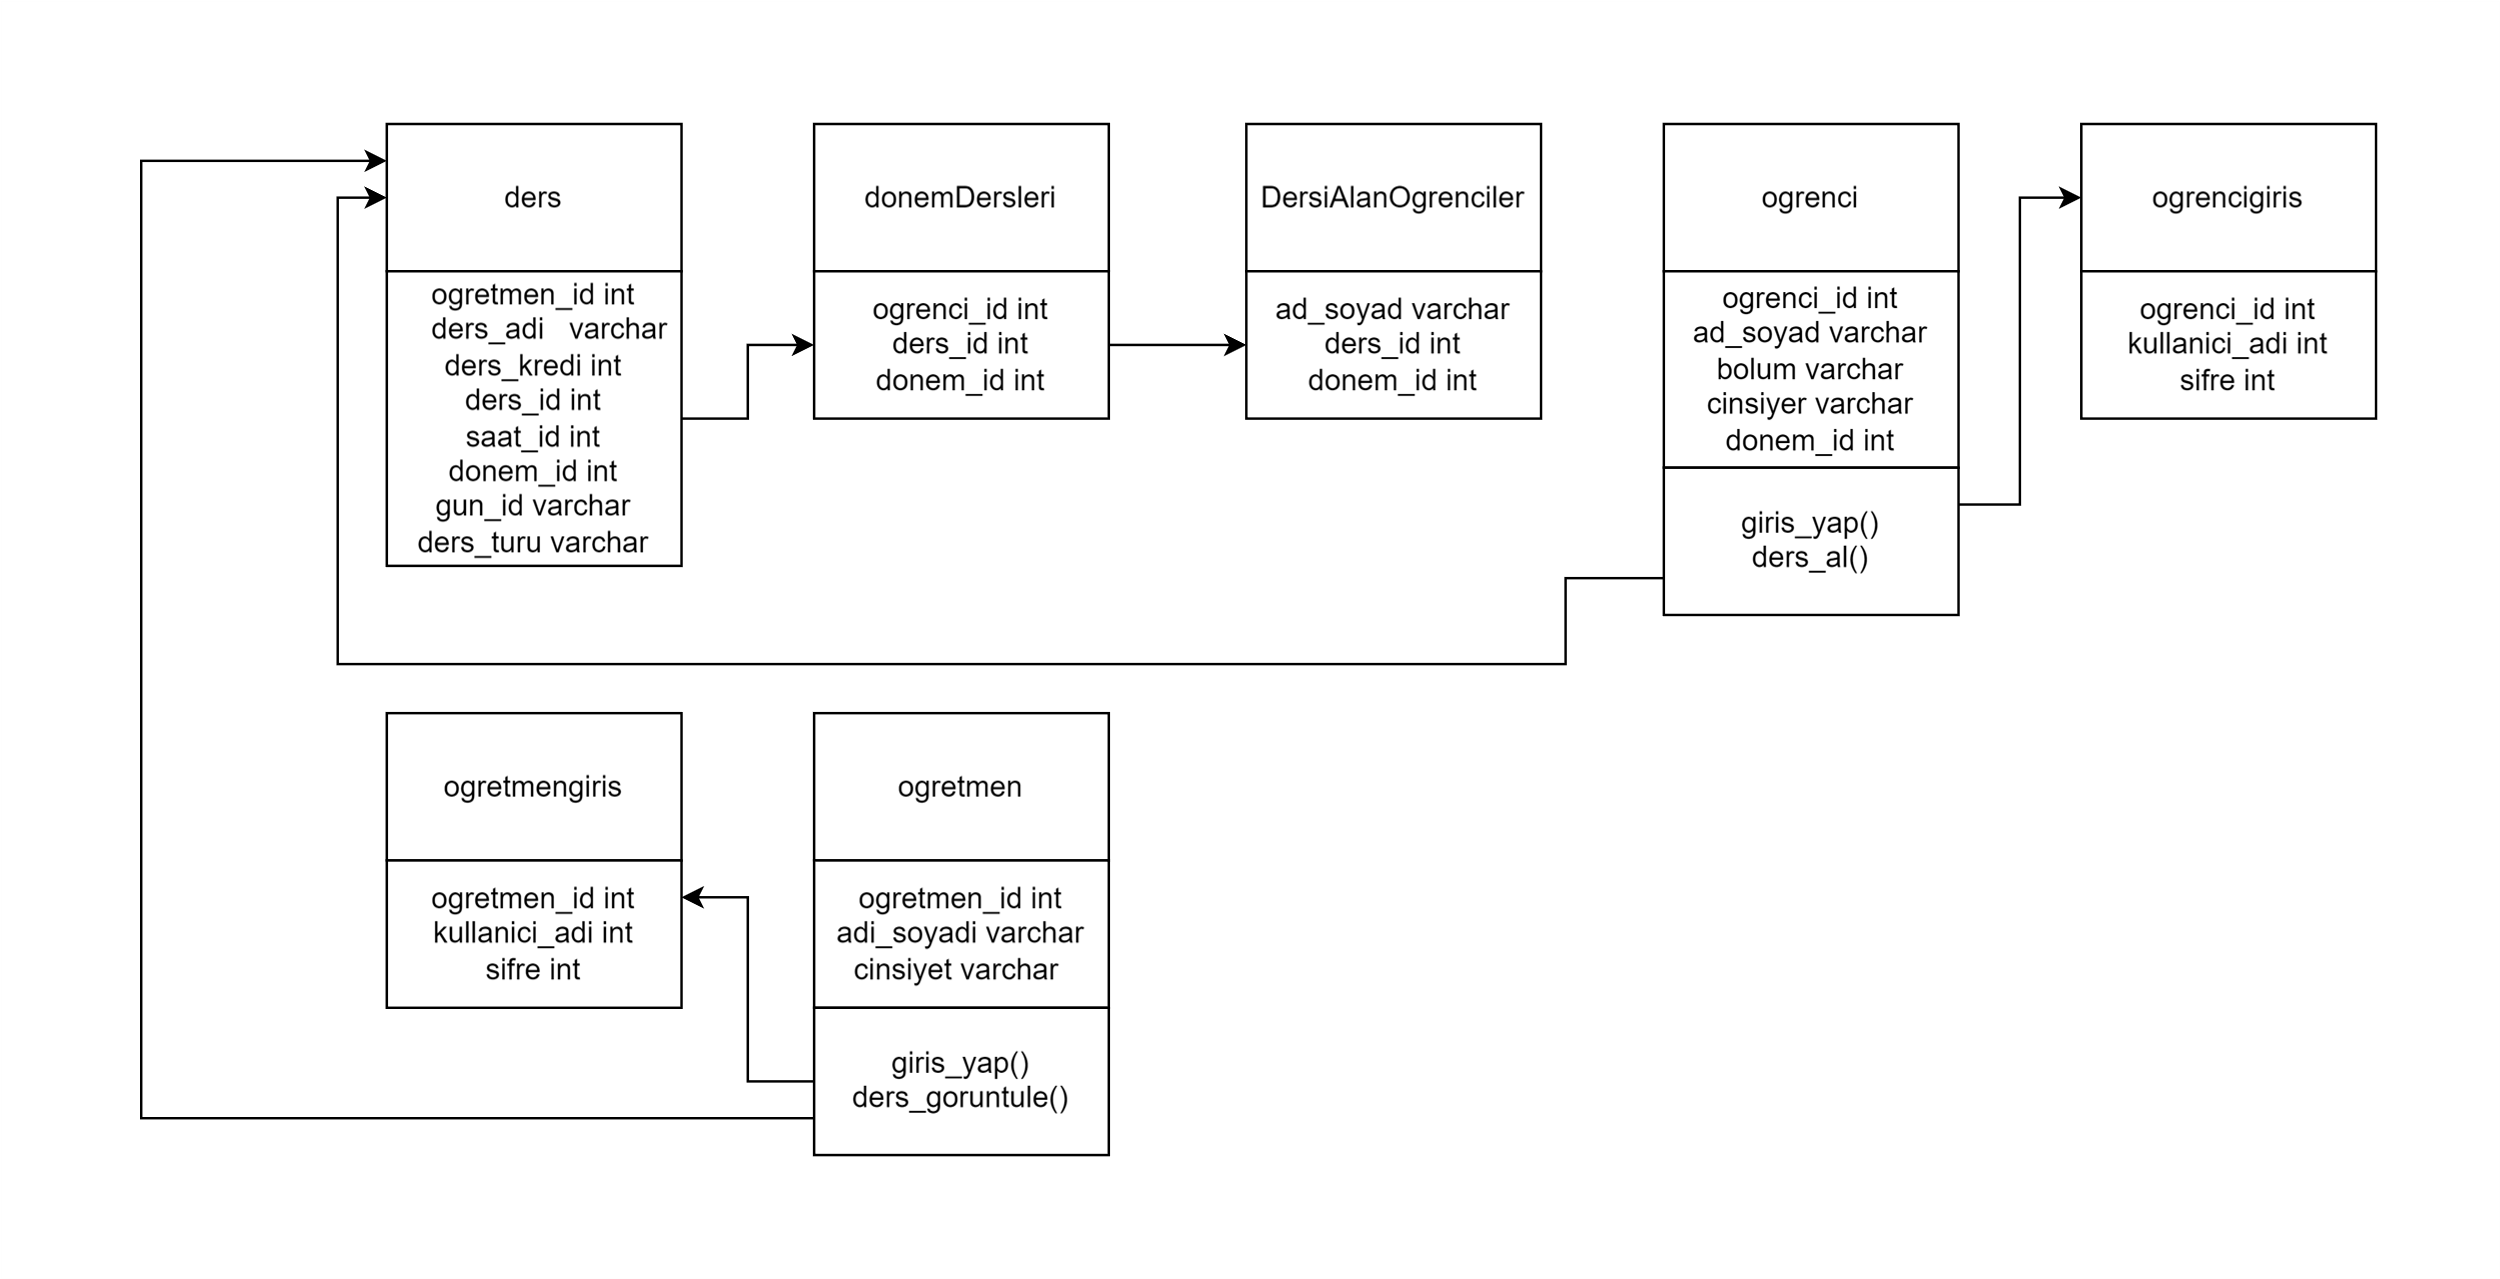 ders
ogretmen_id int
ders_adi   varchar
ders_kredi int
ders_id int
saat_id int
donem_id int
gun_id varchar
ders_turu varchar
donemDersleri
ogrenci_id int
ders_id int
donem_id int
DersiAlanOgrenciler
ad_soyad varchar
ders_id int
donem_id int
ogrenci
ogrenci_id int
ad_soyad varchar
bolum varchar
cinsiyer varchar
donem_id int
giris_yap()
ders_al()
ogrencigiris
ogrenci_id int
kullanici_adi int
sifre int
ogretmengiris
ogretmen_id int
kullanici_adi int
sifre int
ogretmen
ogretmen_id int
adi_soyadi varchar
cinsiyet varchar
giris_yap()
ders_goruntule()